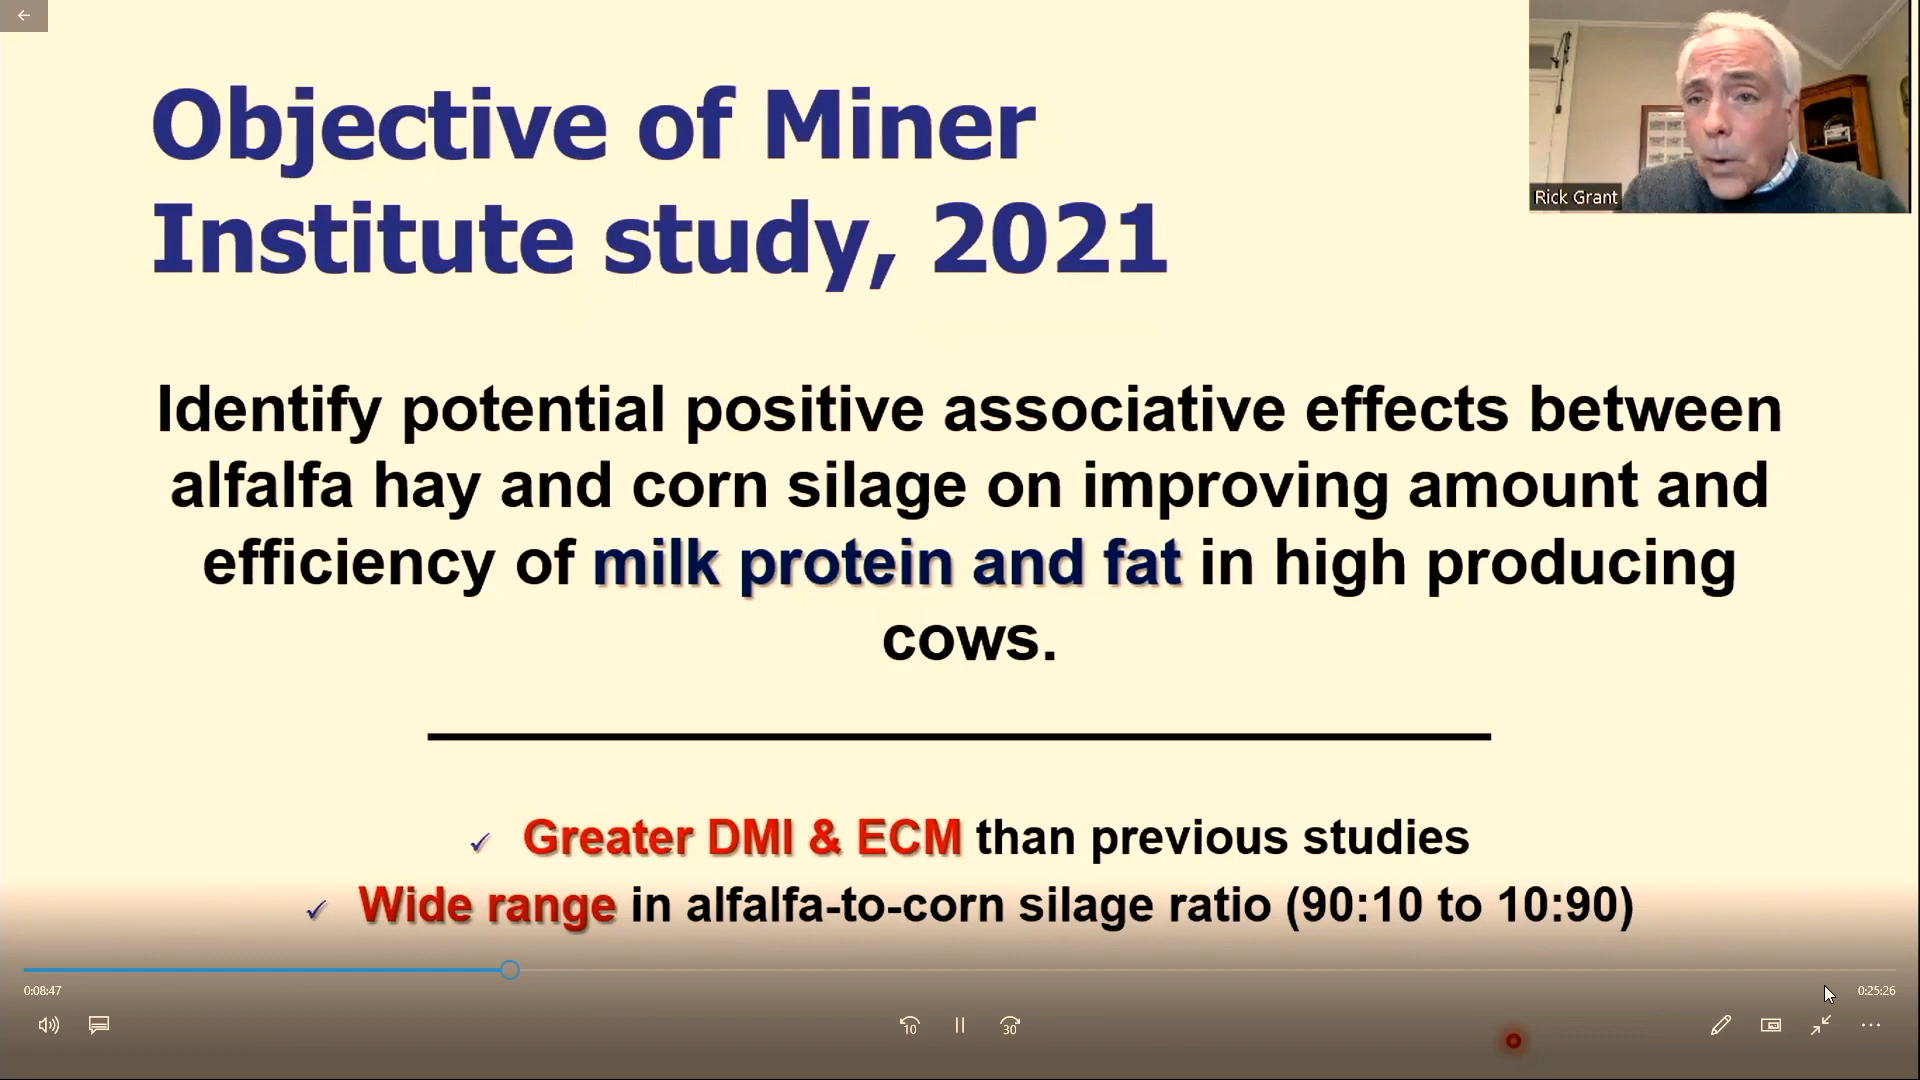 Objective of Miner
Institute study, 2021
Rick Grant
Identify potential positive associative effects between
alfalfa hay and corn silage on improving amount and
efficiency of milk protein and fat in high producing
cows.
✓ Greater DMI & ECM than previous studies
✓ Wide range in alfalfa-to-corn silage ratio (90:10 to 10:90)
0:08:47
0:25:26
10
30